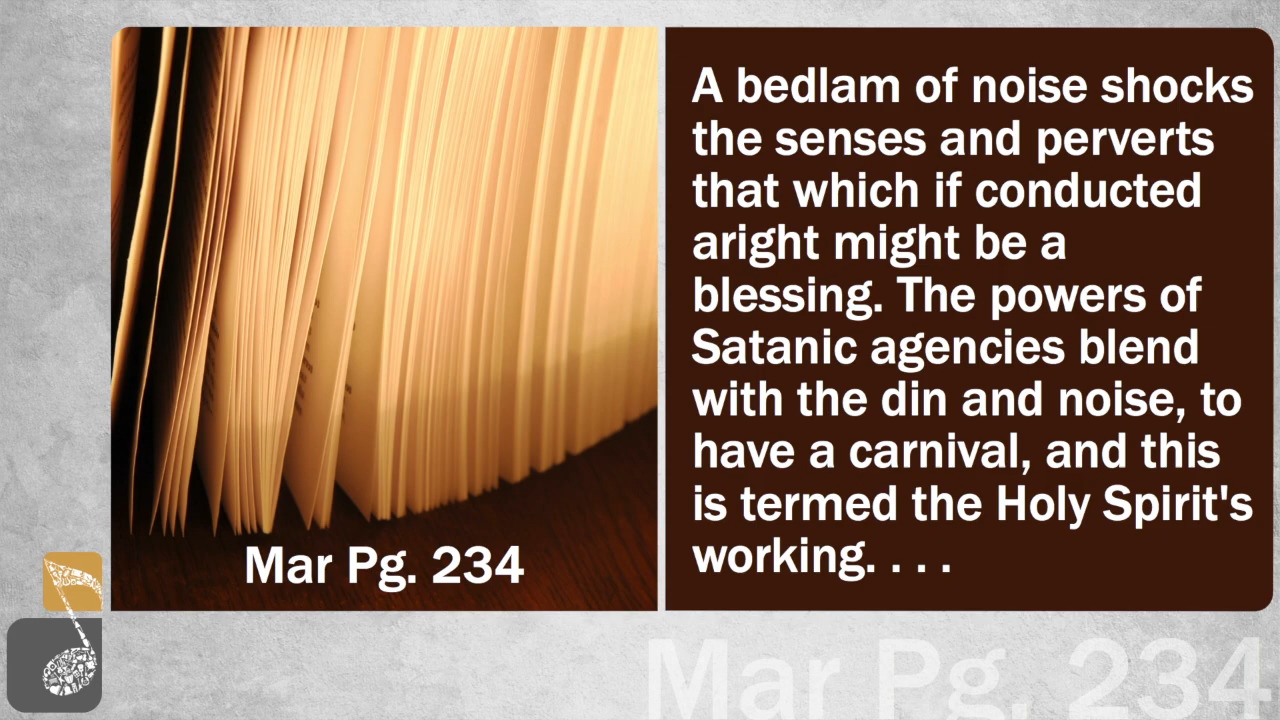 A bedlam of noise shocks
the senses and perverts
that which if conducted
aright might be a
blessing. The powers of
Satanic agencies blend
with the din and noise, to
have a carnival, and this
is termed the Holy Spirit's
working. . . .
Mar Pg. 234
Mar Pg. 234